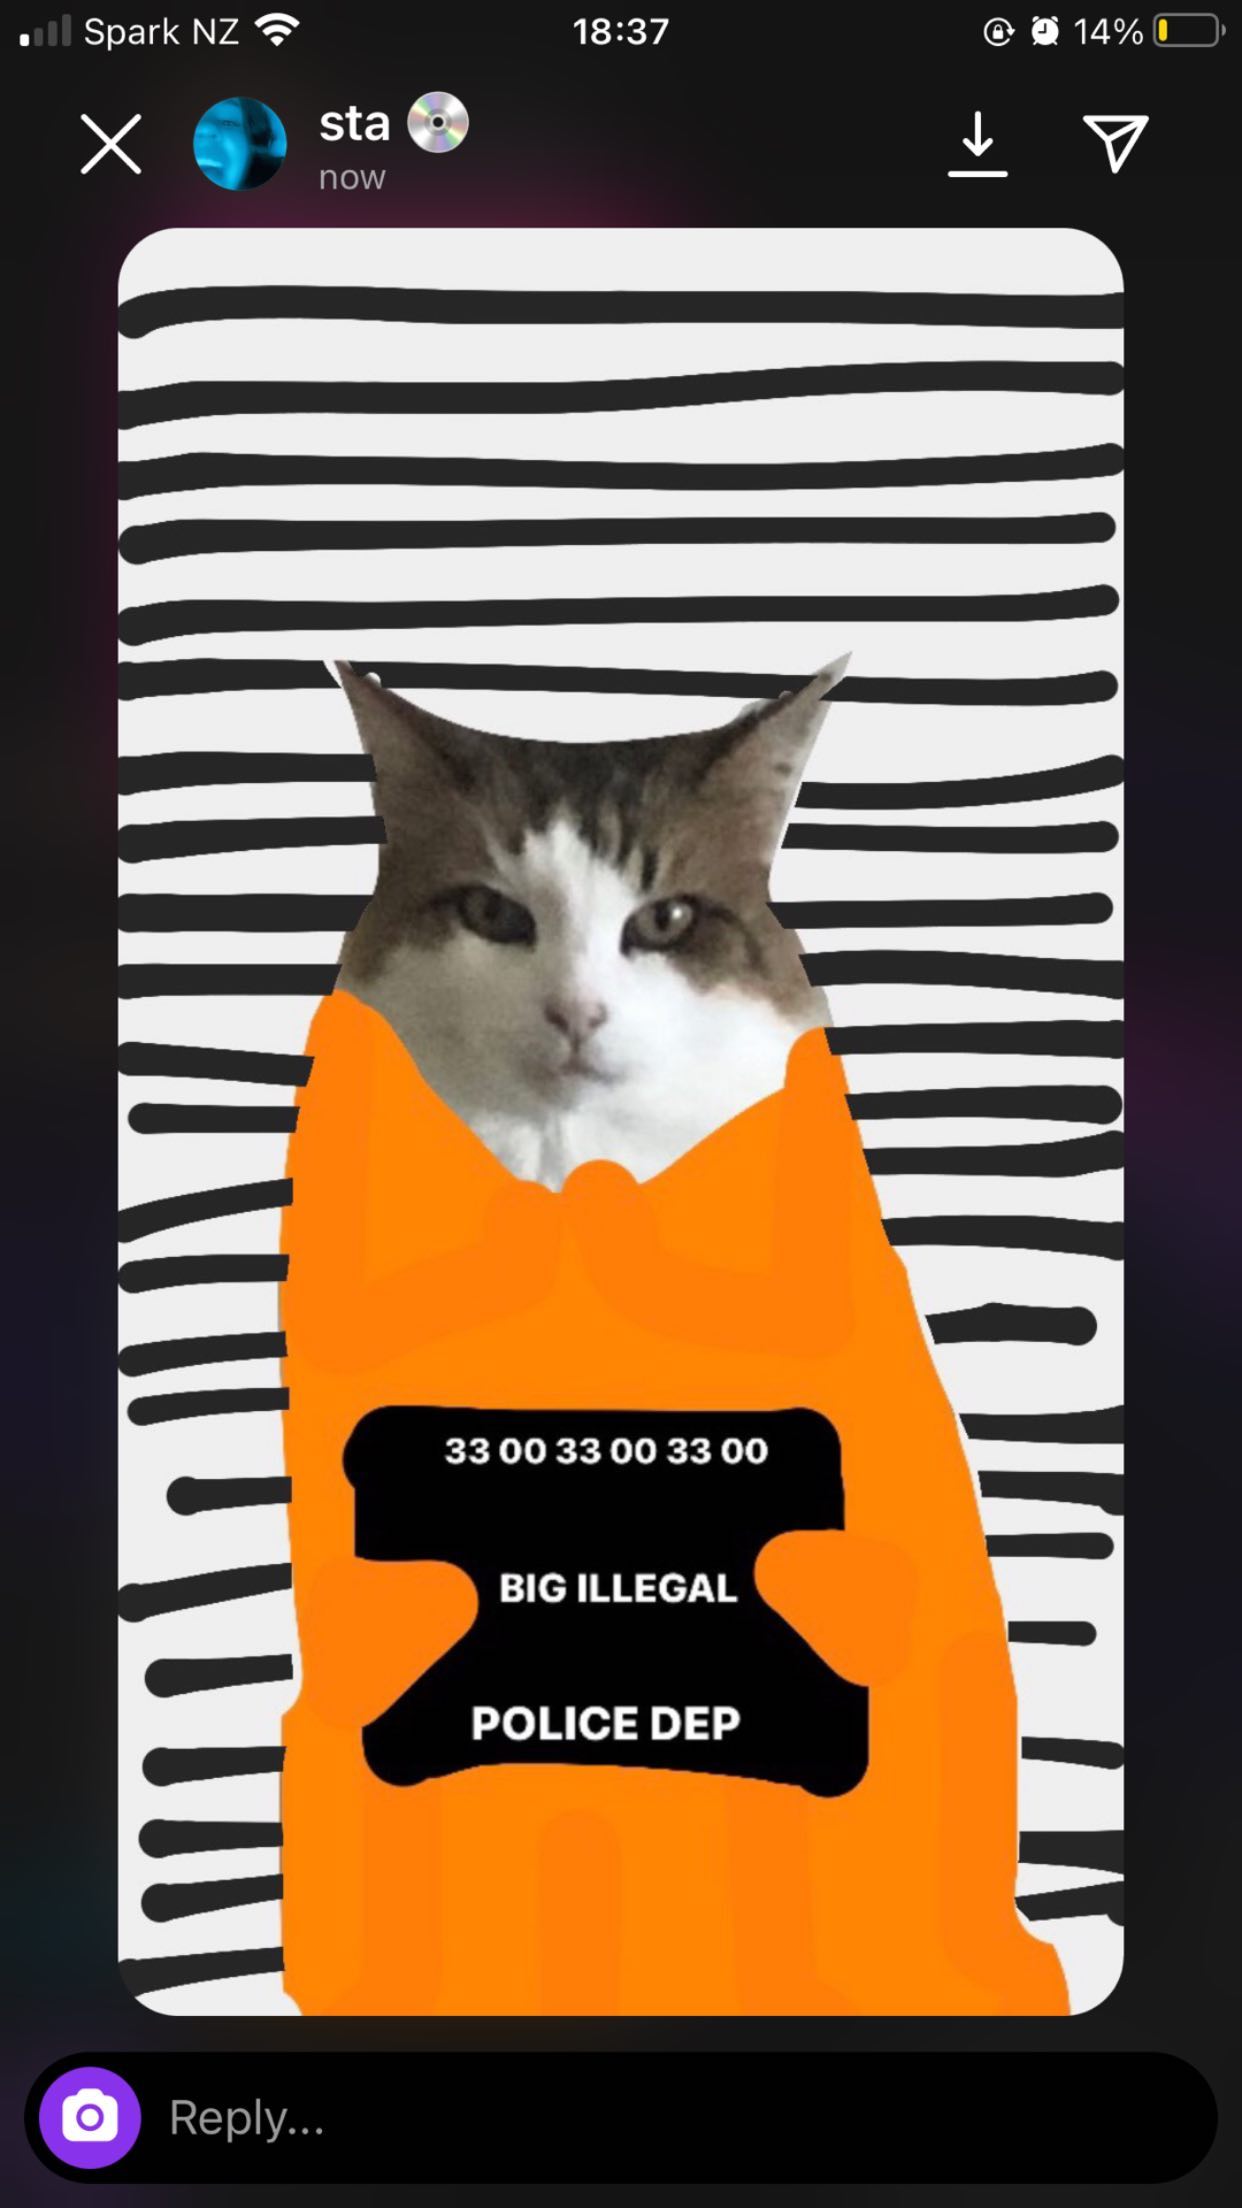 Spark NZ 18:37 14%
sta
now
33 00 33 00 33 00
BIG ILLEGAL
POLICE DEP
Reply...